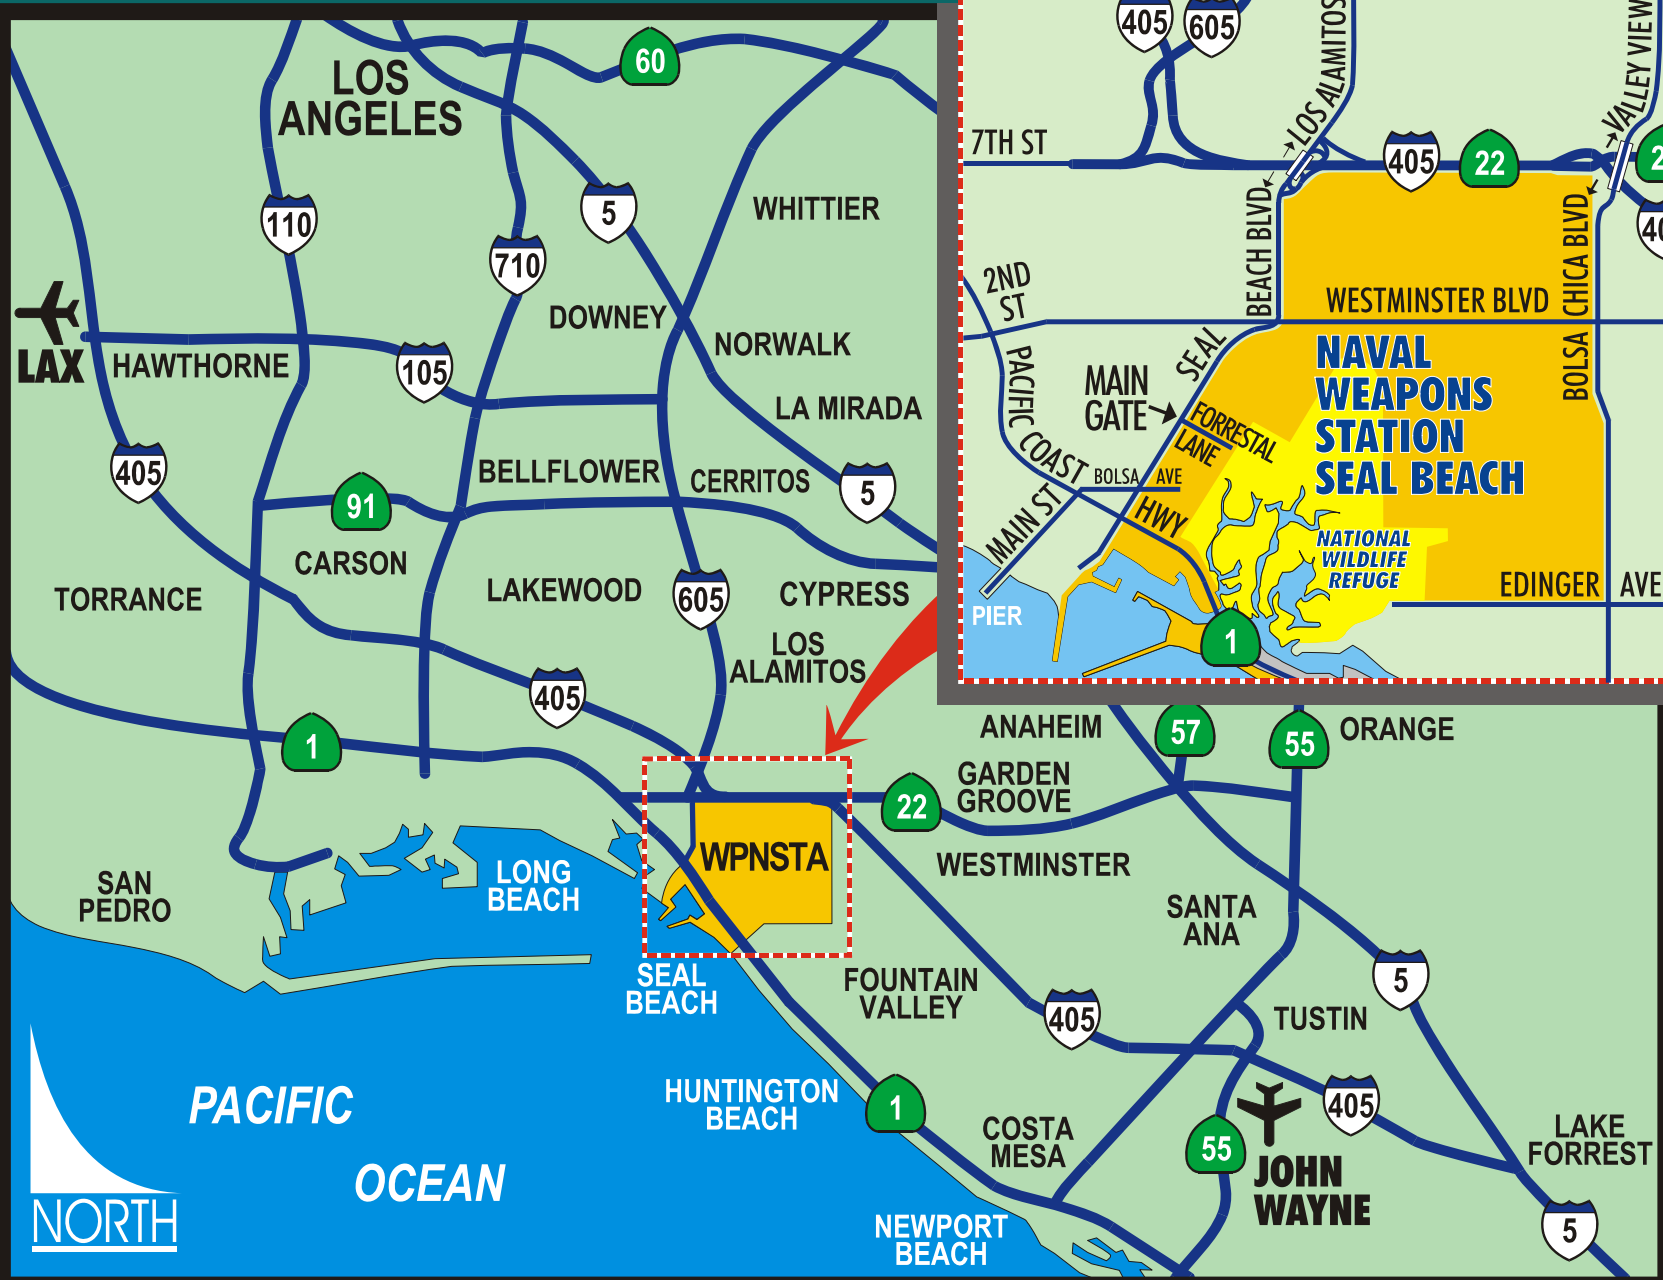 LOS
ANGELES
60
110
5
710
WHITTIER
LAX
HAWTHORNE
105
DOWNEY
NORWALK
LA MIRADA
405
91
BELLFLOWER
CERRITOS
5
CARSON
TORRANCE
LAKEWOOD
605
CYPRESS
LOS
ALAMITOS
405
1
SAN
PEDRO
LONG
BEACH
WPNSTA
SEAL
BEACH
22
GARDEN
GROVE
WESTMINSTER
ANAHEIM
57
55
ORANGE
SANTA
ANA
FOUNTAIN
VALLEY
405
5
TUSTIN
HUNTINGTON
BEACH
1
COSTA
MESA
55
JOHN
WAYNE
405
LAKE
FORREST
5
NEWPORT
BEACH
PACIFIC
OCEAN
NORTH
405
605
LOS ALAMITOS
VALLEY VIEW
7TH ST
405
22
BEACH BLVD
SEAL
BOLSA CHICA BLVD
2ND
ST
WESTMINSTER BLVD
PACIFIC COAST HWY
MAIN
GATE
FORRESTAL
LANE
NAVAL
WEAPONS
STATION
SEAL BEACH
BOLSA AVE
MAIN ST
NATIONAL
WILDLIFE
REFUGE
EDINGER AVE
PIER
1